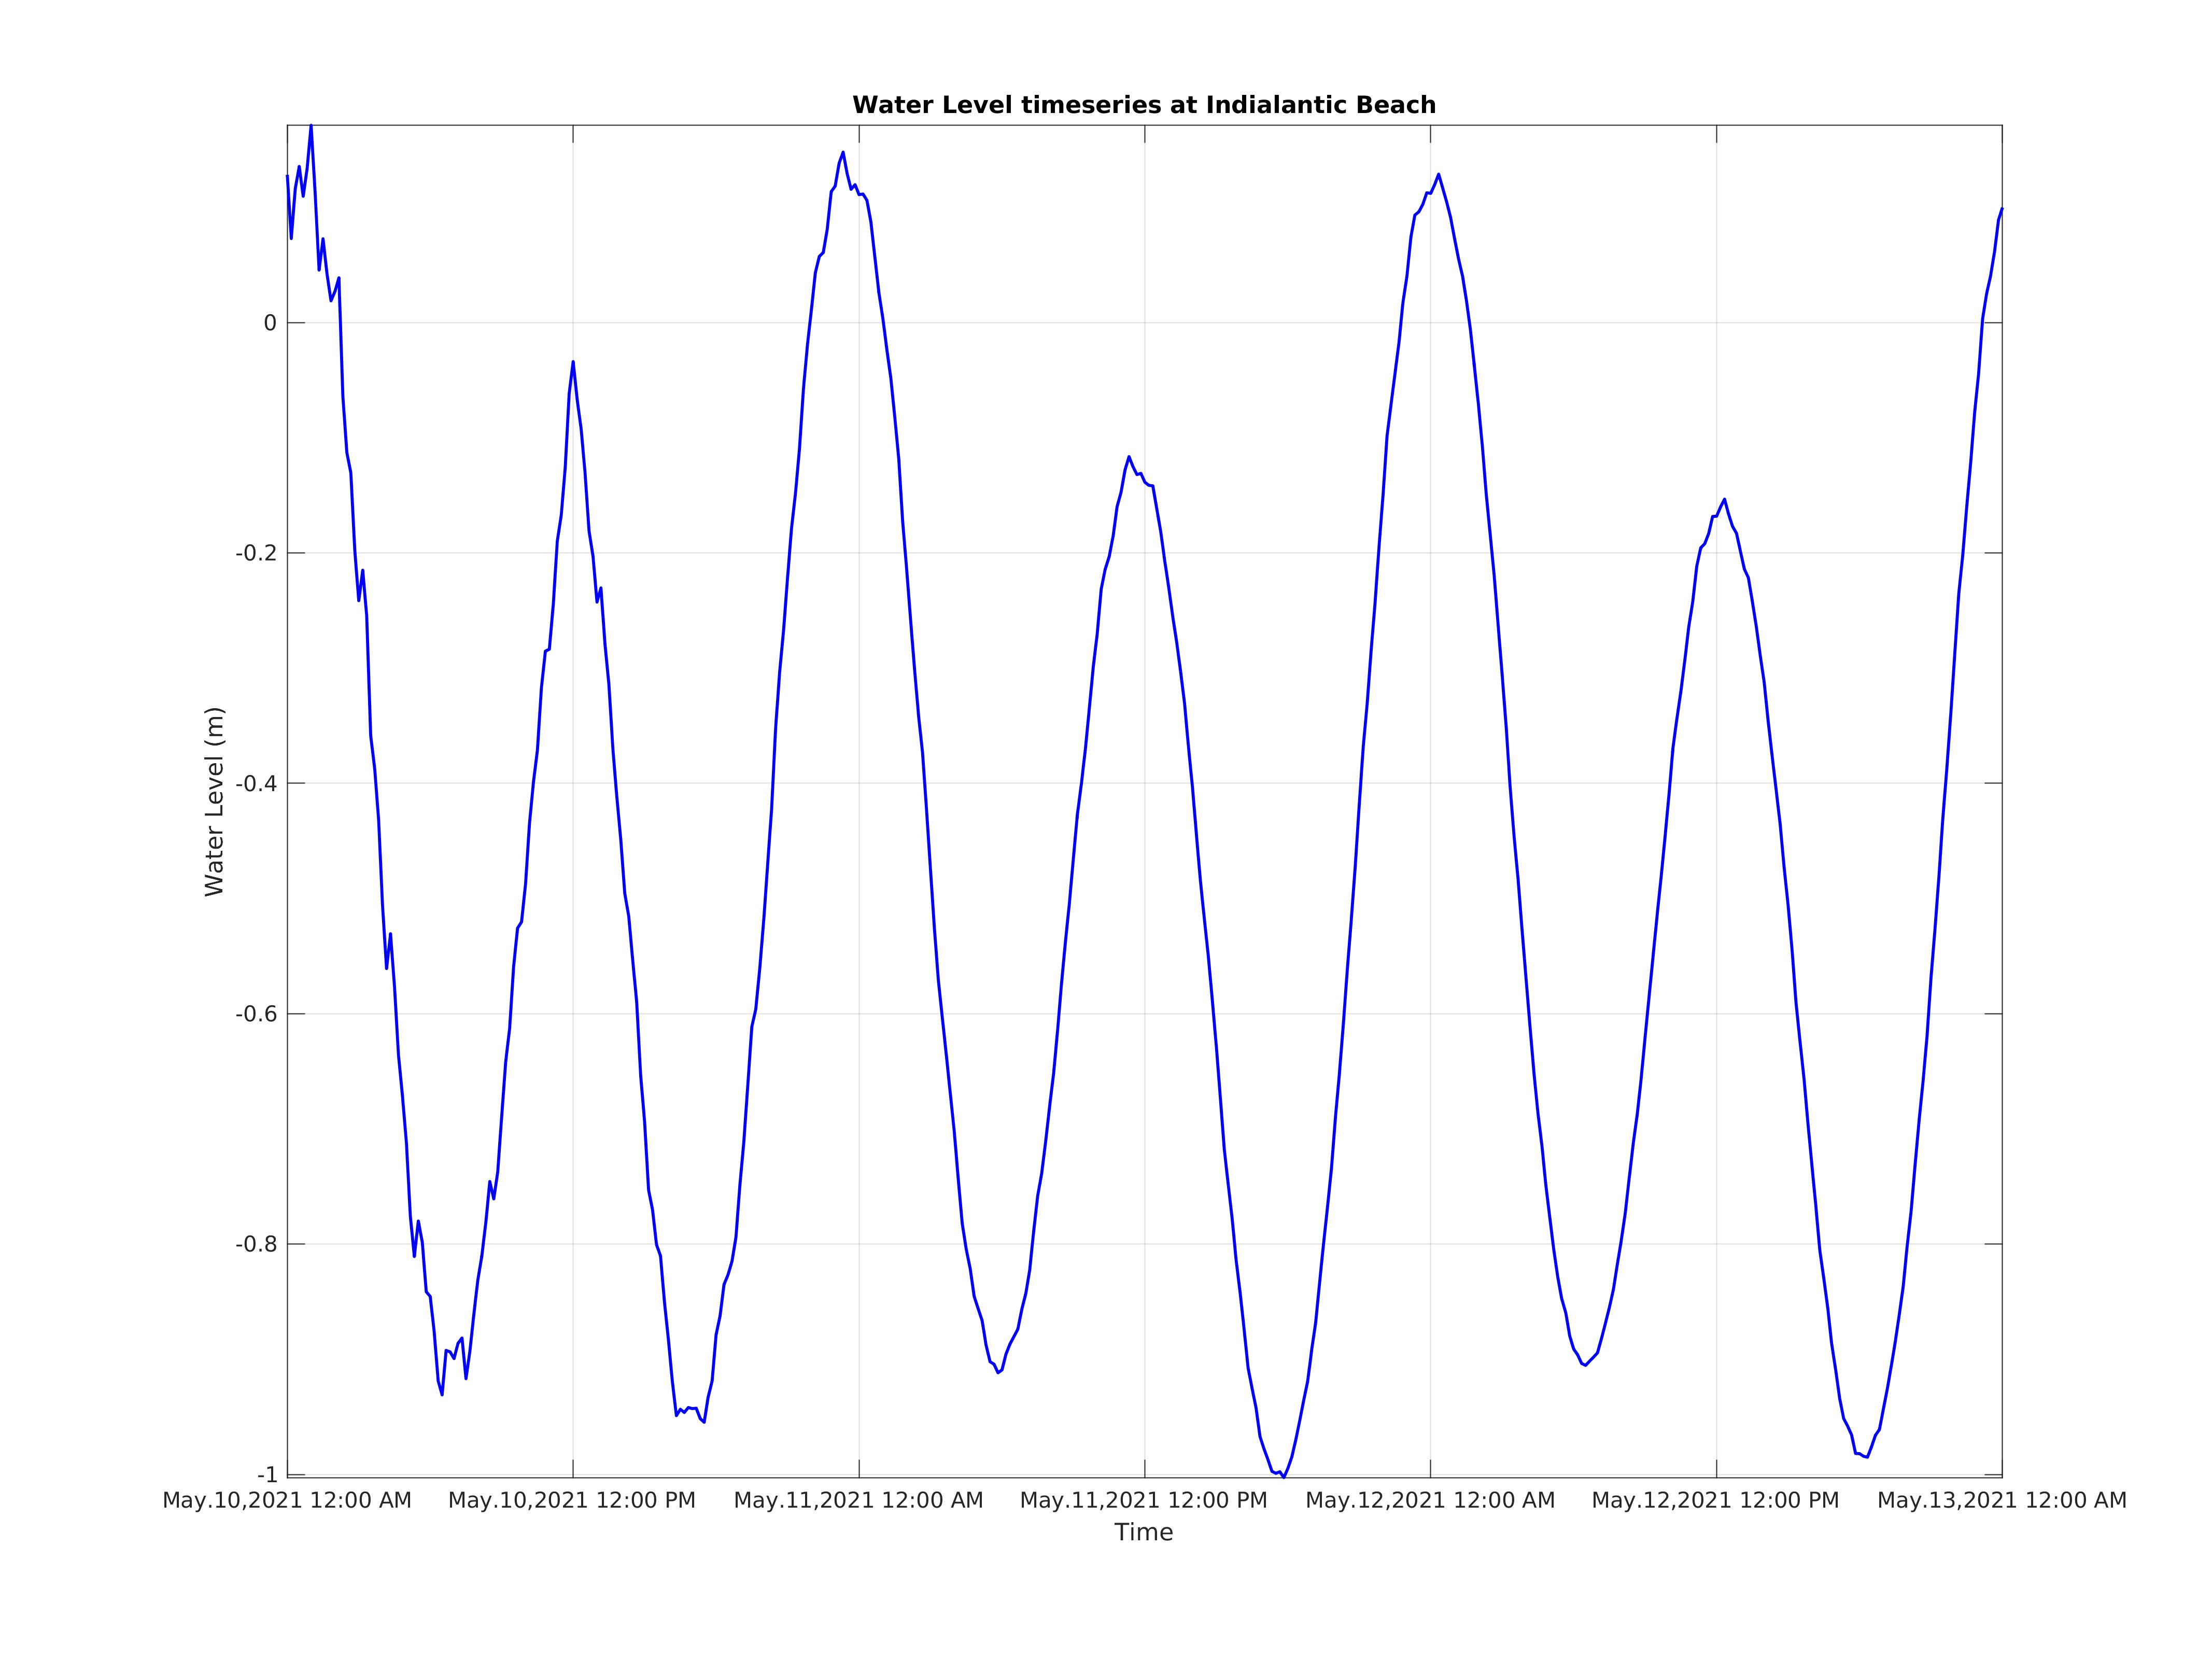 Water Level timeseries at Indialantic Beach
Water Level (m)
0
-0.2
-0.4
-0.6
-0.8
-1
May.10,2021 12:00 AM
May.10,2021 12:00 PM
May.11,2021 12:00 AM
May.11,2021 12:00 PM
May.12,2021 12:00 AM
May.12,2021 12:00 PM
May.13,2021 12:00 AM
Time